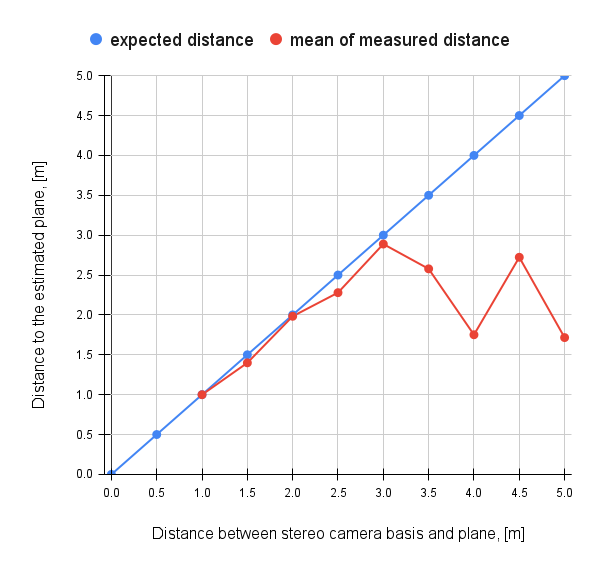 expected distance mean of measured distance
Distance to the estimated plane, [m]
5.0
4.5
4.0
3.5
3.0
2.5
2.0
1.5
1.0
0.5
0.0
0.0 0.5 1.0 1.5 2.0 2.5 3.0 3.5 4.0 4.5 5.0
Distance between stereo camera basis and plane, [m]